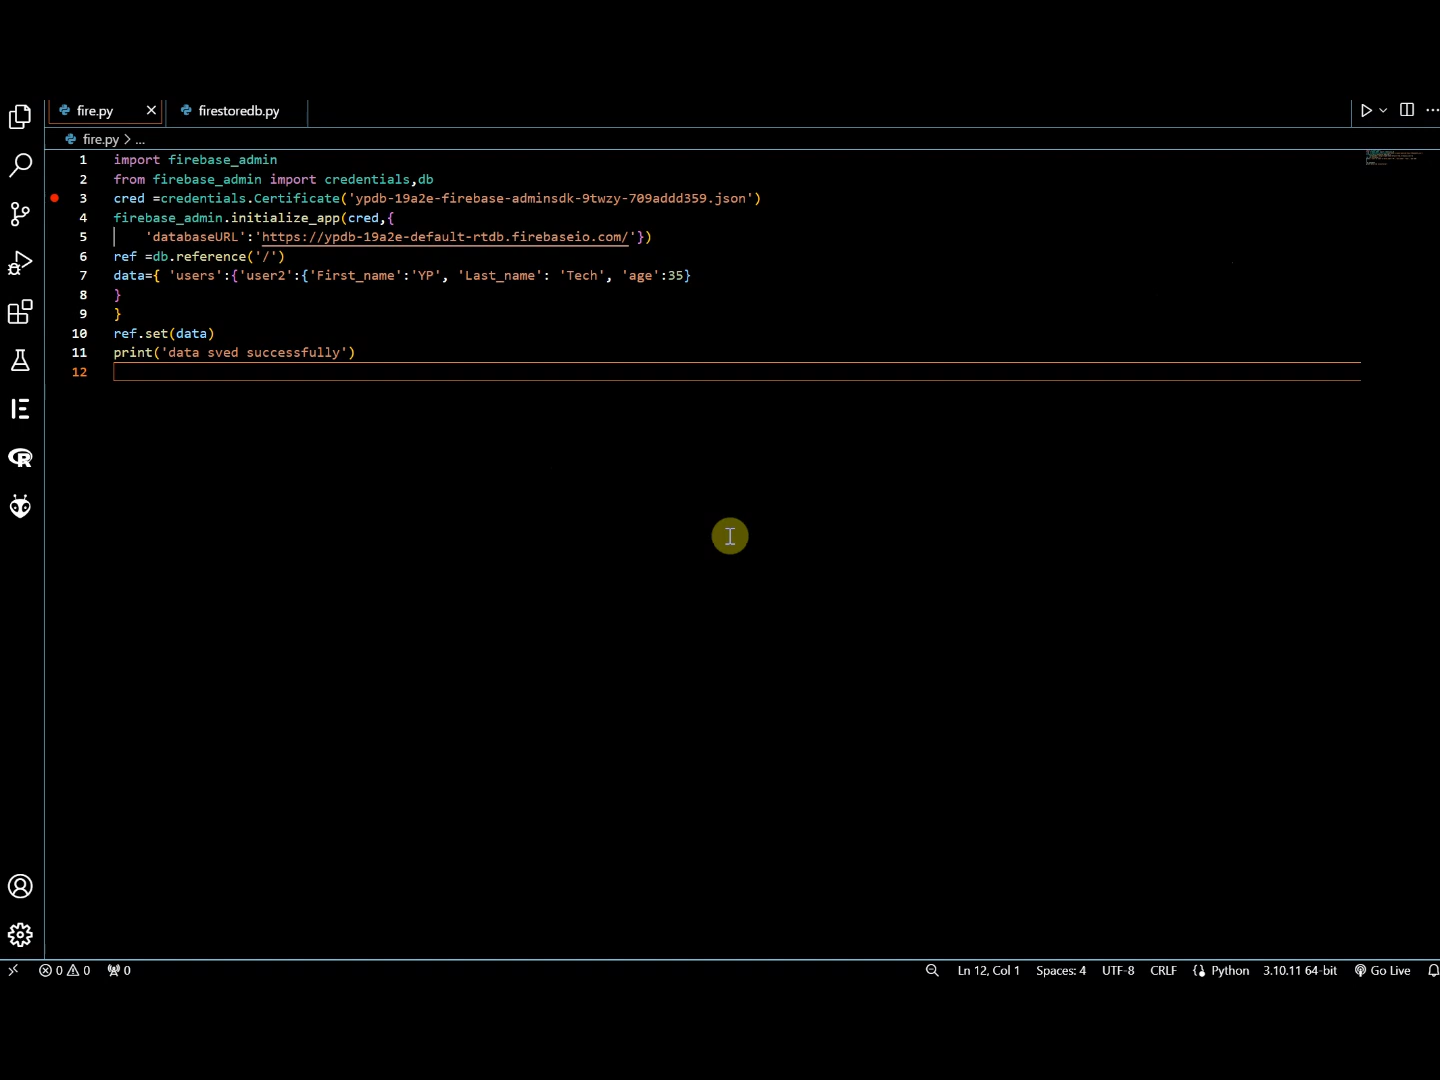 fire.py
firestoredb.py
fire.py > ...
1 import firebase_admin
2 from firebase_admin import credentials,db
3 cred =credentials.Certificate('ypdb-19a2e-firebase-adminsdk-9twzy-709addd359.json')
4 firebase_admin.initialize_app(cred,{
5 'databaseURL':'https://ypdb-19a2e-default-rtdb.firebaseio.com/'})
6 ref =db.reference('/')
7 data={ 'users':{'user2':{'First_name':'YP', 'Last_name': 'Tech', 'age':35}
8 }
9 }
10 ref.set(data)
11 print('data sved successfully')
12
0 0 0 Ln 12, Col 1 Spaces: 4 UTF-8 CRLF Python 3.10.11 64-bit Go Live